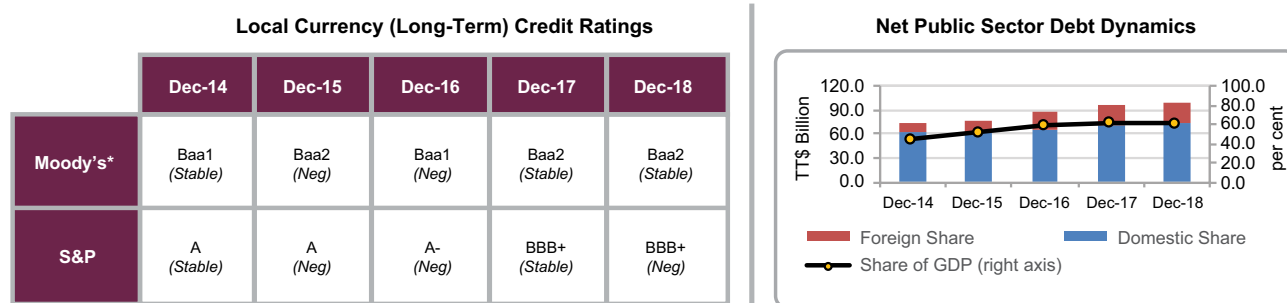 Local Currency (Long-Term) Credit Ratings
Dec-14 Dec-15 Dec-16 Dec-17 Dec-18
Moody's* Baa1 Baa2 Baa1 Baa2 Baa2
(Stable) (Neg) (Neg) (Stable) (Stable)
S&P A A A- BBB+ BBB+
(Stable) (Neg) (Neg) (Stable) (Neg)
Net Public Sector Debt Dynamics
TT$ Billion
120.0
90.0
60.0
30.0
0.0
100.0
80.0
60.0
40.0
20.0
0.0
per cent
Dec-14 Dec-15 Dec-16 Dec-17 Dec-18
Foreign Share Domestic Share
Share of GDP (right axis)